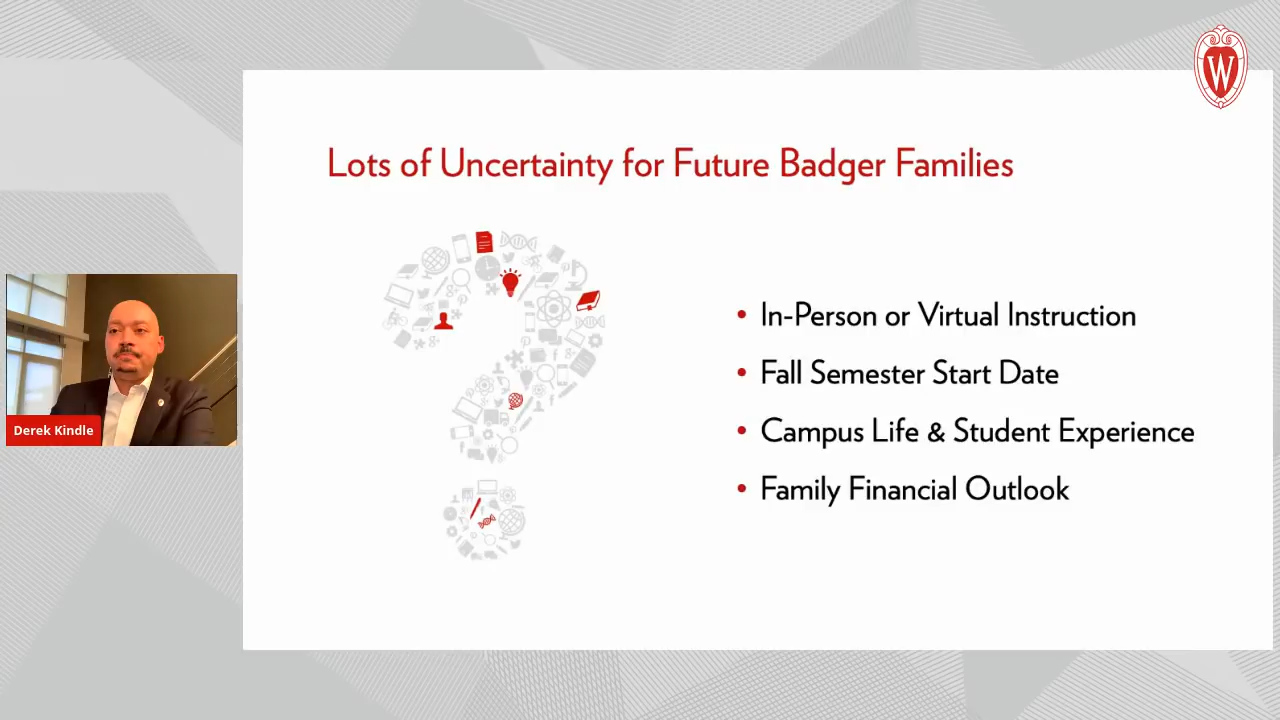 W
Lots of Uncertainty for Future Badger Families
• In-Person or Virtual Instruction
• Fall Semester Start Date
• Campus Life & Student Experience
• Family Financial Outlook
Derek Kindle